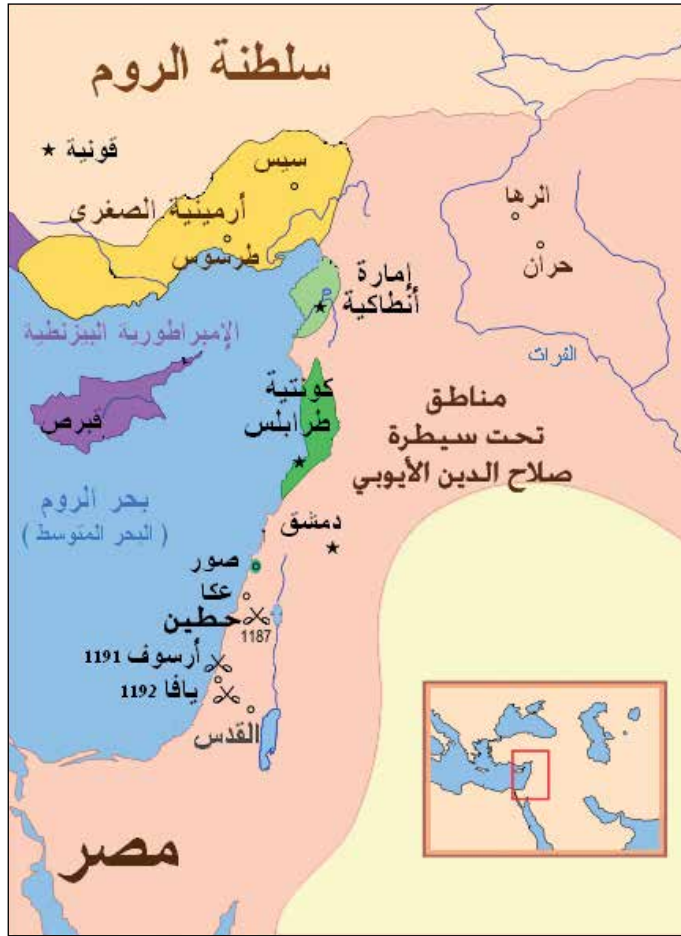 سلطنة الروم
قونية
سيس
أرمينية الصغرى
طرسوس
الرها
حران
إمارة
أنطاكية
الإمبراطورية البيزنطية
الفرات
كونتية
طرابلس
قبرص
مناطق
تحت سيطرة
صلاح الدين الأيوبي
بحر الروم
(البحر المتوسط)
دمشق
صور
عكا
حطين
1187
أرسوف 1191
يافا 1192
القدس
مصر